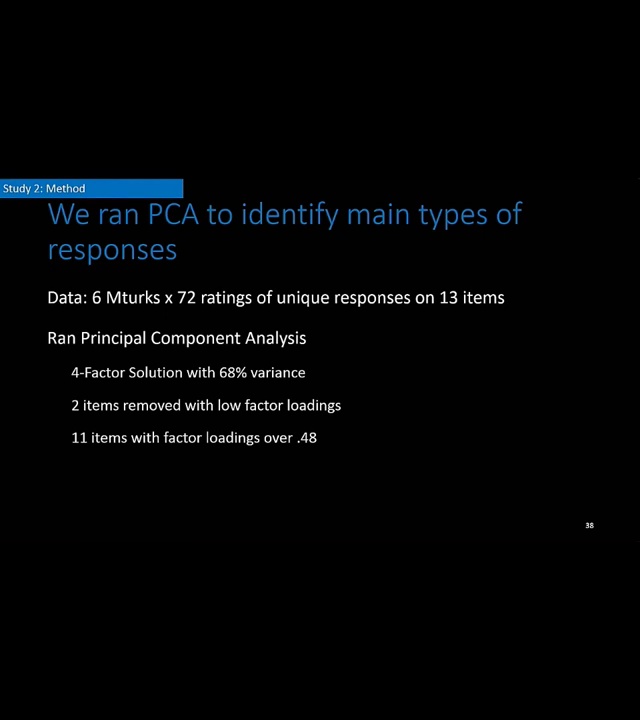 Study 2: Method
We ran PCA to identify main types of
responses
Data: 6 Mturks x 72 ratings of unique responses on 13 items
Ran Principal Component Analysis
4-Factor Solution with 68% variance
2 items removed with low factor loadings
11 items with factor loadings over .48
38